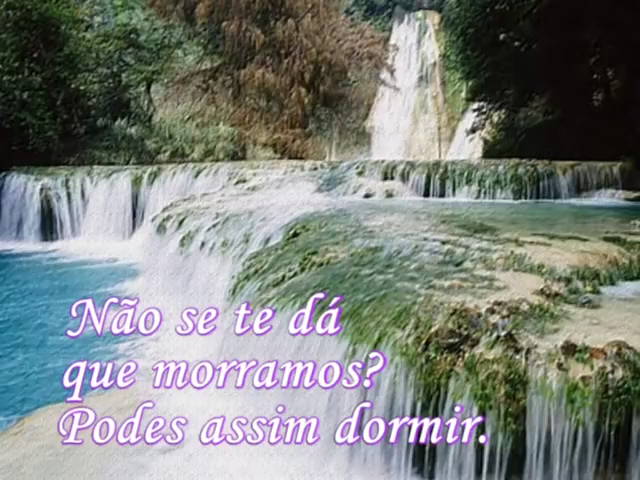 Não se te dá
que morramos?
Podes assim dormir.